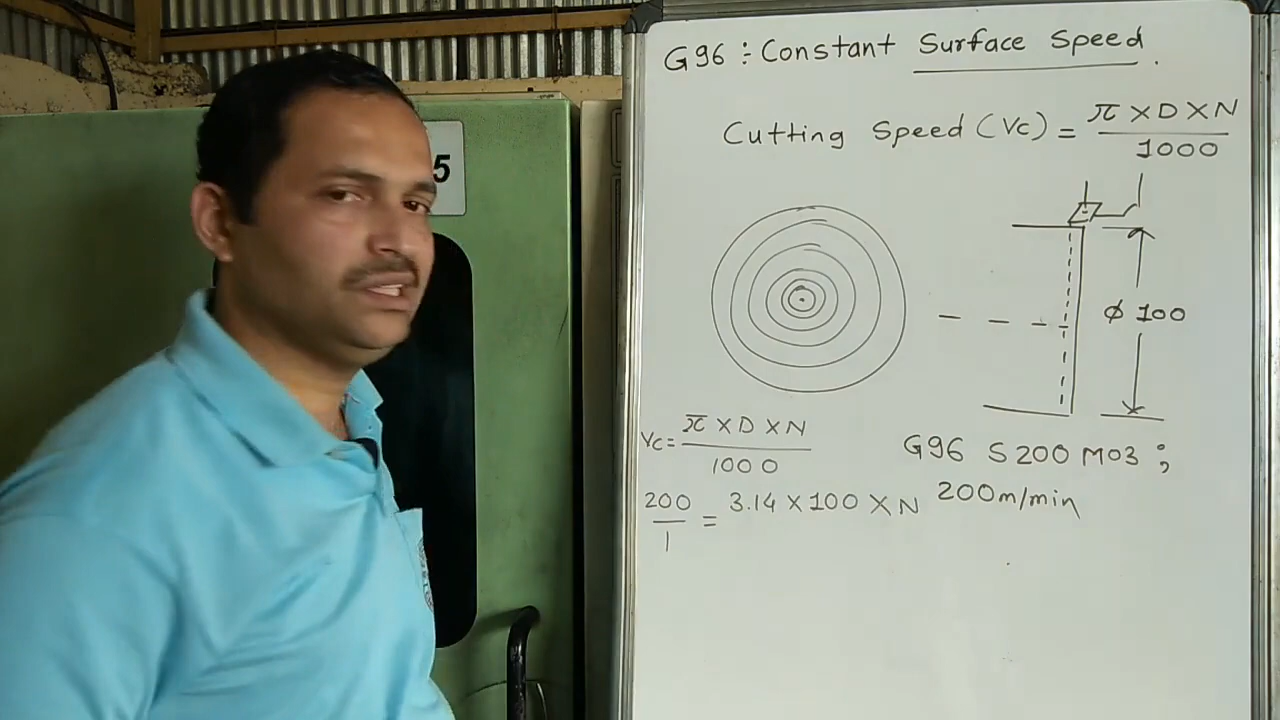 5
G96 : Constant Surface Speed .
Cutting Speed (Vc) = π × D × N
1000
ϕ 100
Vc = π × D × N
1000
G96 S200 M03 ;
200 = 3.14 × 100 × N
1
200m/min